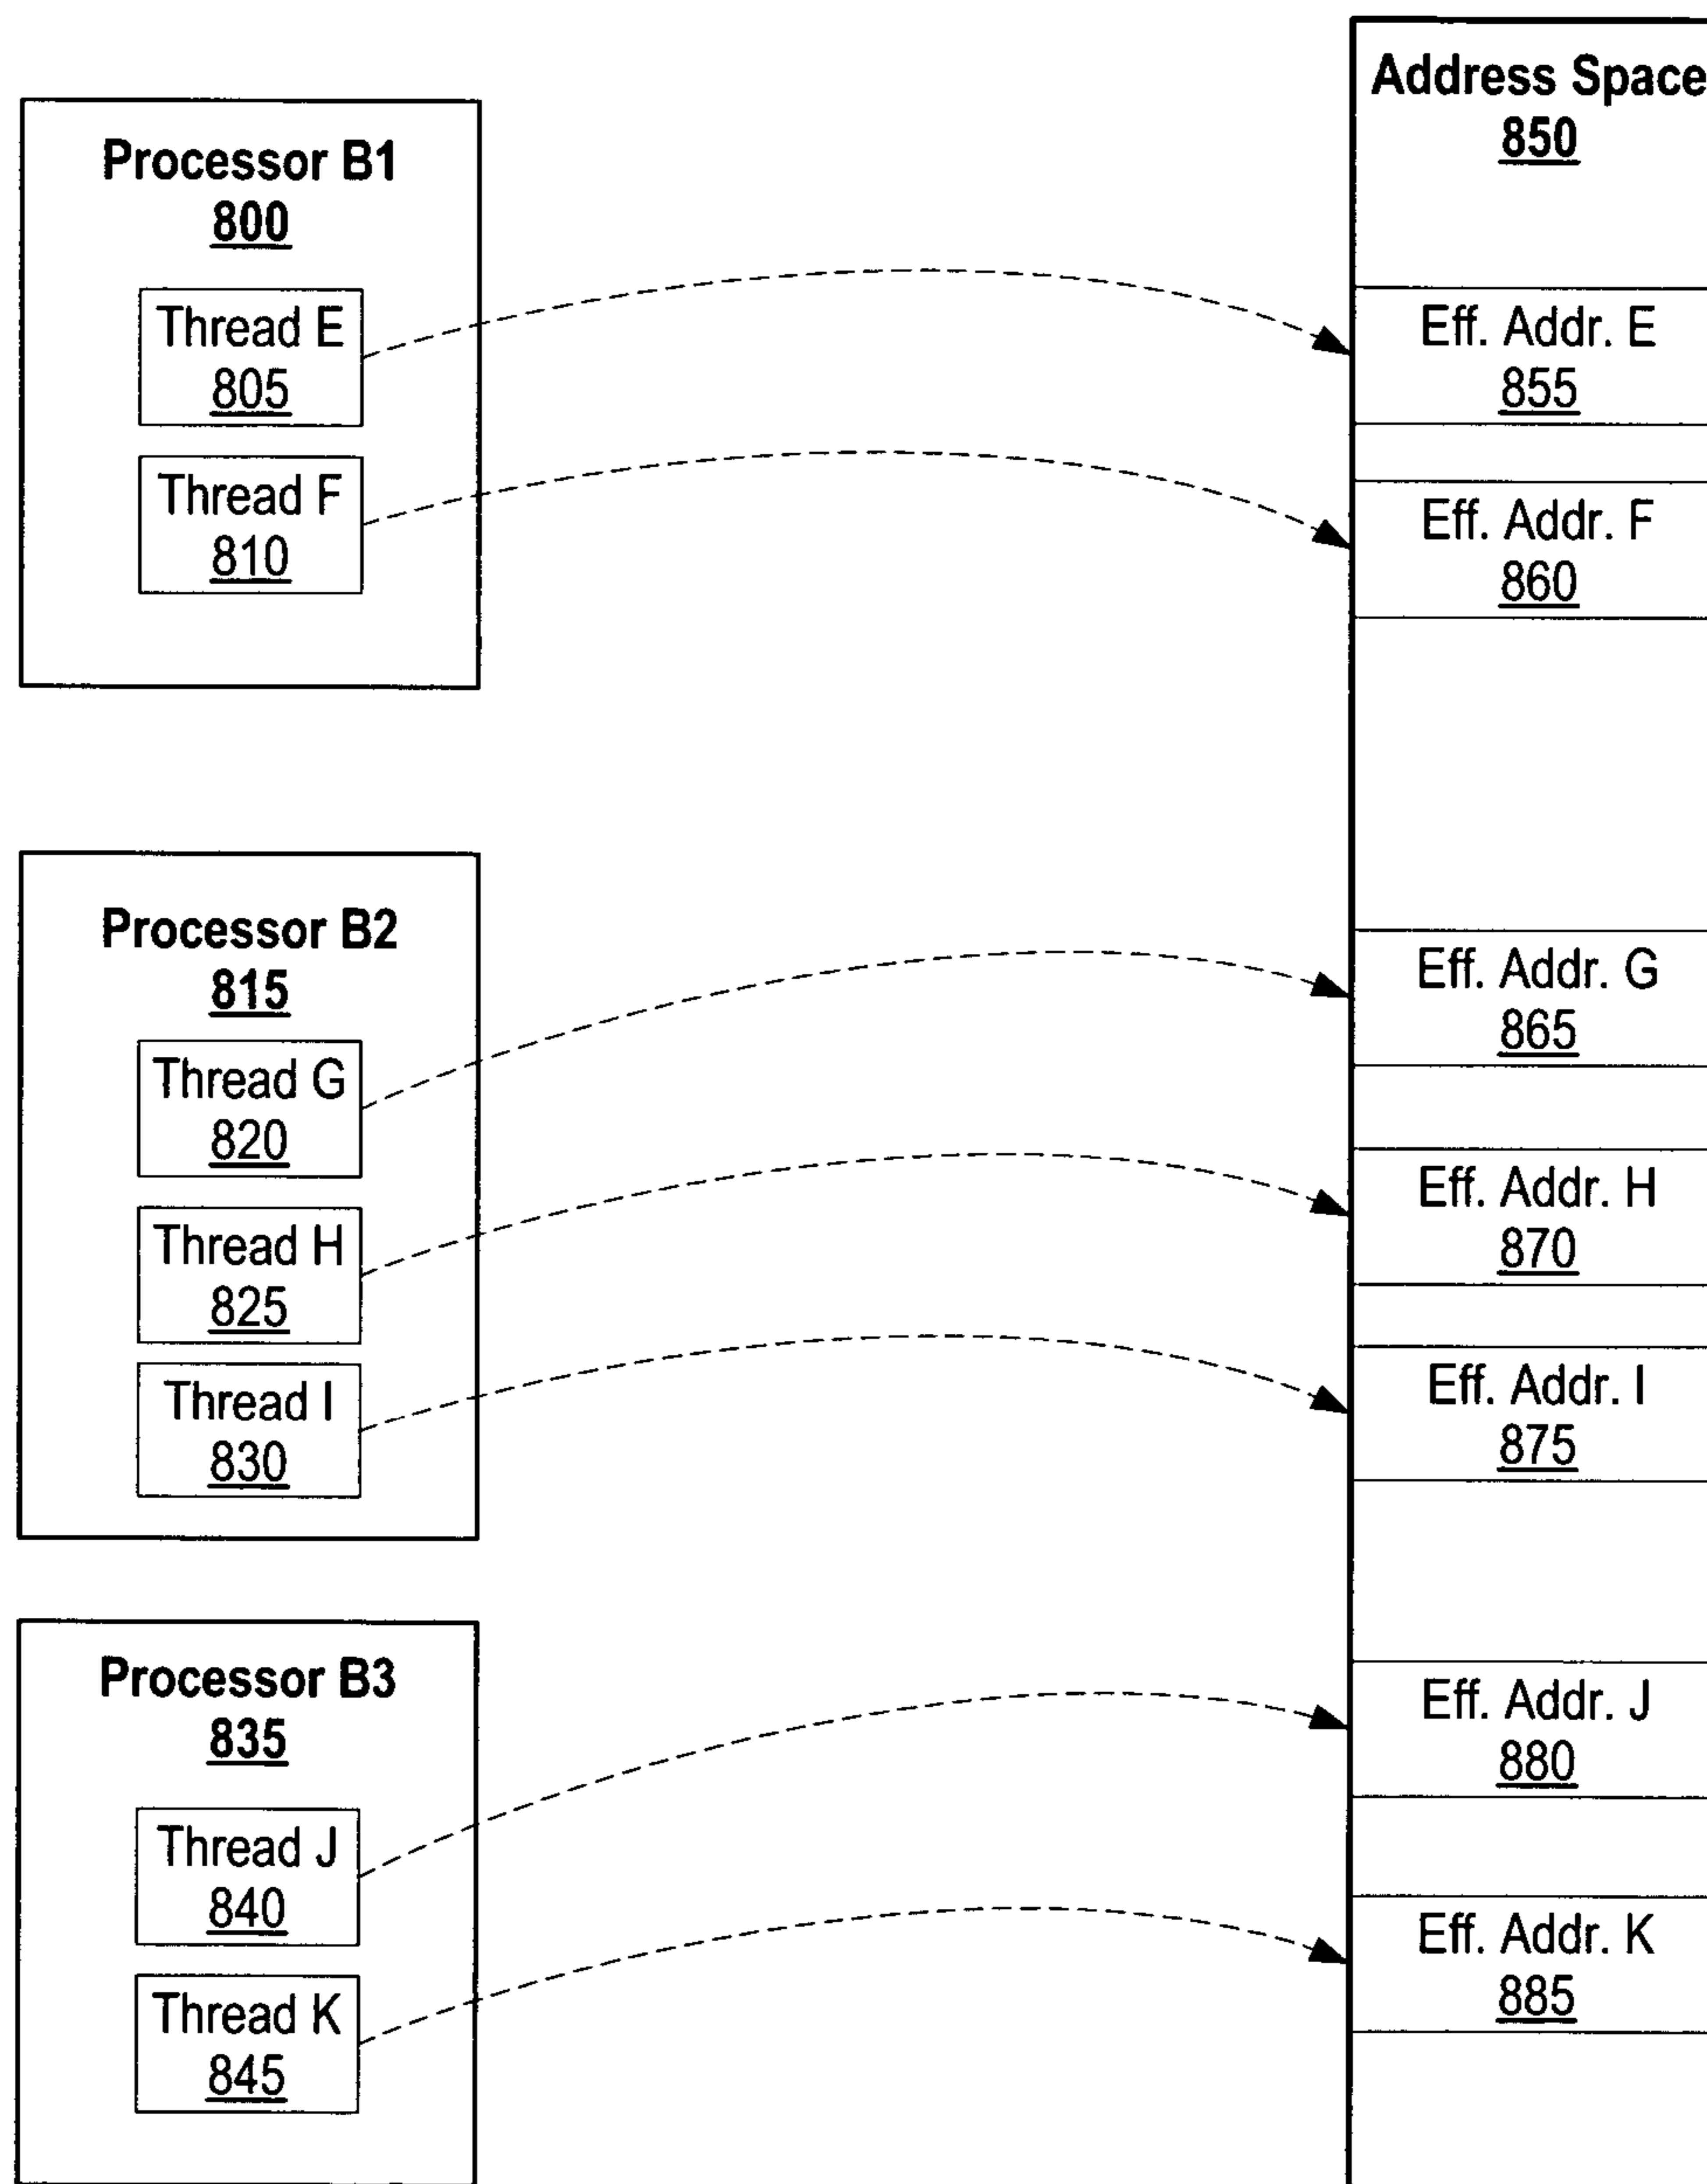 Address Space
850
Processor B1
800
Thread E
805
Thread F
810
Eff. Addr. E
855
Eff. Addr. F
860
Processor B2
815
Thread G
820
Thread H
825
Thread I
830
Eff. Addr. G
865
Eff. Addr. H
870
Eff. Addr. I
875
Processor B3
835
Thread J
840
Thread K
845
Eff. Addr. J
880
Eff. Addr. K
885